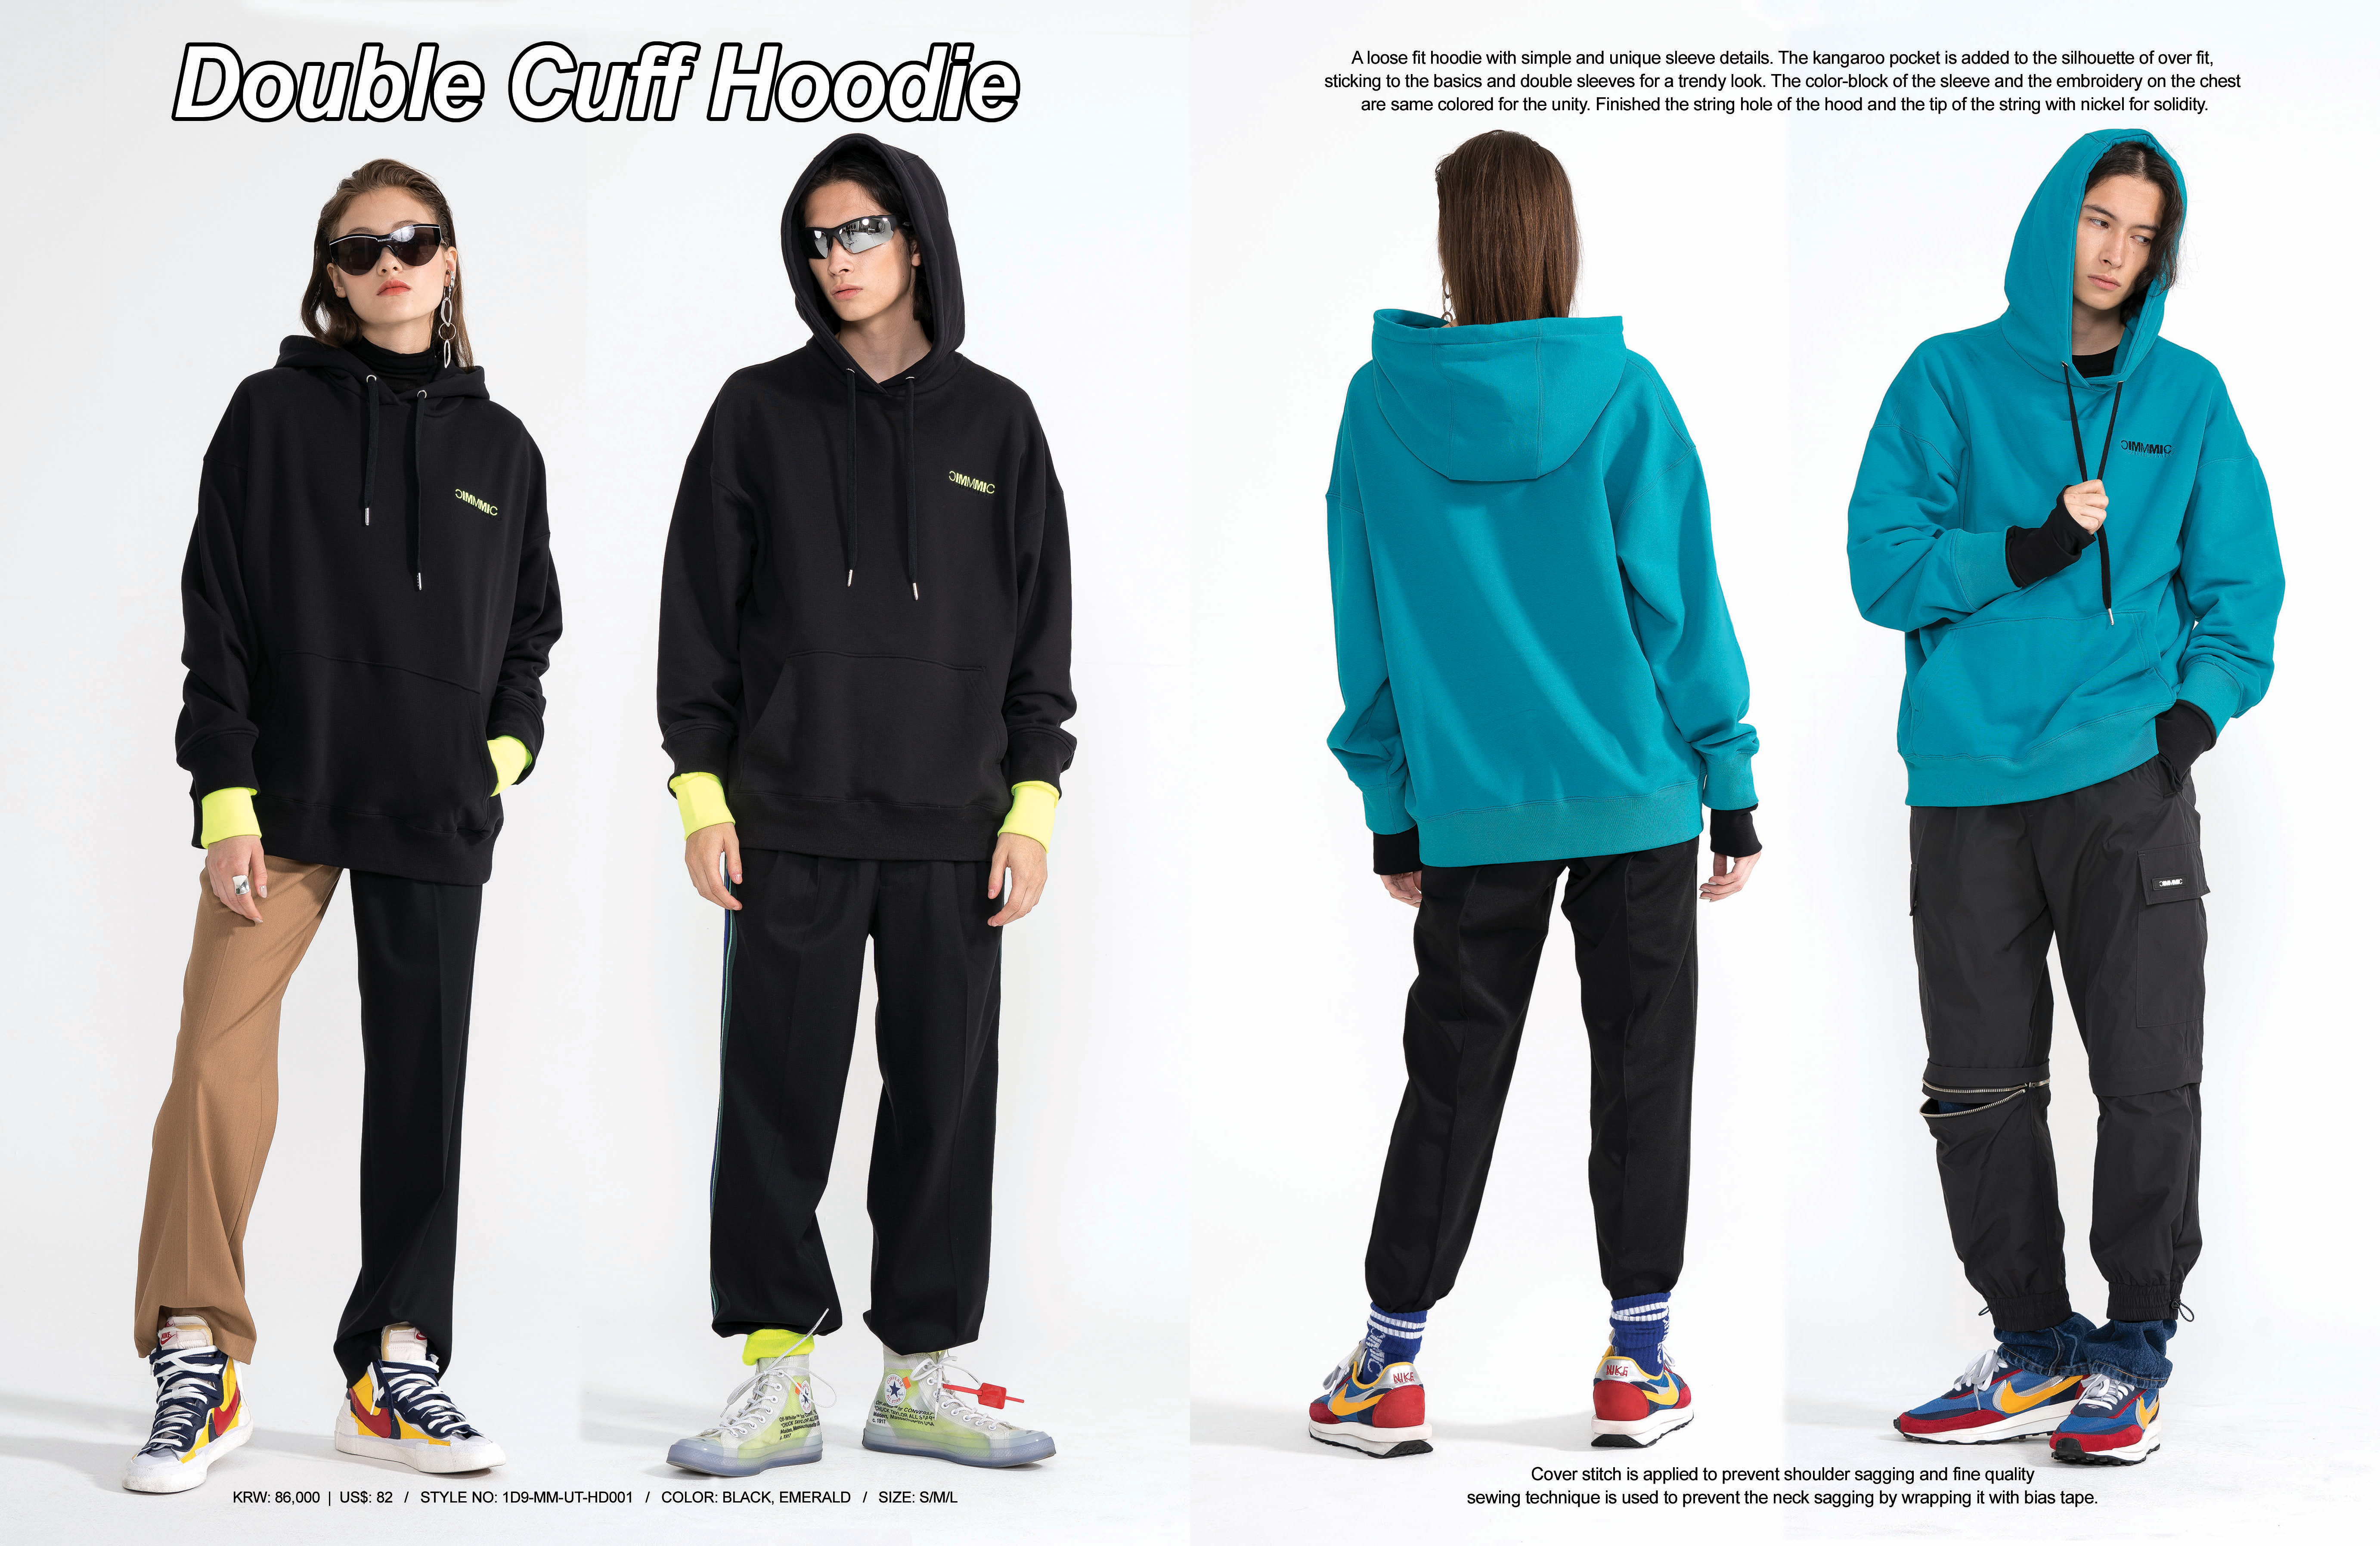 Double Cuff Hoodie
A loose fit hoodie with simple and unique sleeve details. The kangaroo pocket is added to the silhouette of over fit,
sticking to the basics and double sleeves for a trendy look. The color-block of the sleeve and the embroidery on the chest
are same colored for the unity. Finished the string hole of the hood and the tip of the string with nickel for solidity.
ƆIMMMIC
ƆIMMMIC
ƆIMMMIC
NIKE
NIKE
KRW: 86,000 | US$: 82 / STYLE NO: 1D9-MM-UT-HD001 / COLOR: BLACK, EMERALD / SIZE: S/M/L
Cover stitch is applied to prevent shoulder sagging and fine quality
sewing technique is used to prevent the neck sagging by wrapping it with bias tape.